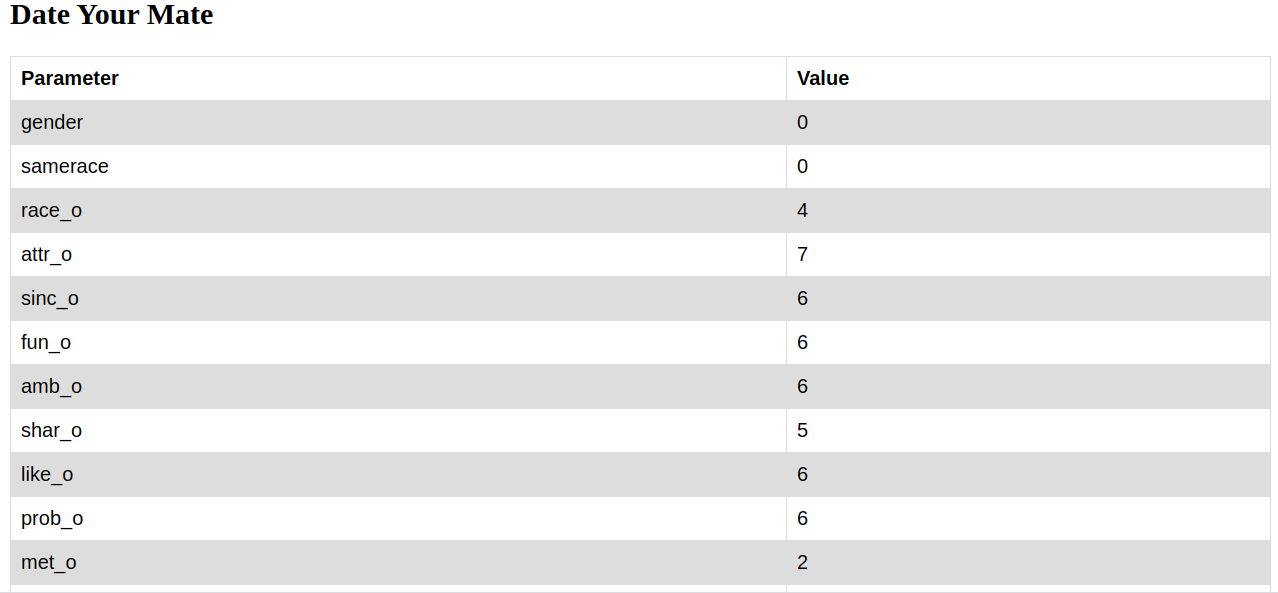 Date Your Mate
Parameter Value
gender 0
samerace 0
race_o 4
attr_o 7
sinc_o 6
fun_o 6
amb_o 6
shar_o 5
like_o 6
prob_o 6
met_o 2